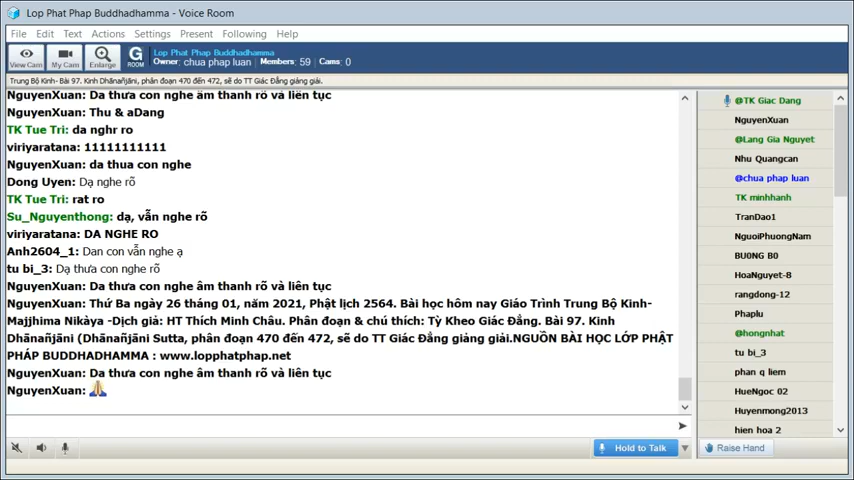 Lop Phat Phap Buddhadhamma - Voice Room
File Edit Text Actions Settings Present Following Help
View Cam My Cam Enlarge G ROOM
Lop Phat Phap Buddhadhamma
Owner: chua phap luan Members: 59 Cams: 0
Trung Bộ Kinh- Bài 97. Kinh Dhānañjāni, phân đoạn 470 đến 472, sẽ do TT Giác Đẳng giảng giải.
NguyenXuan: Da thưa con nghe âm thanh rõ và liên tục
NguyenXuan: Thu & aDang
TK Tue Tri: da nghr ro
viriyaratana: 11111111111
NguyenXuan: da thua con nghe
Dong Uyen: Dạ nghe rõ
TK Tue Tri: rat ro
Su_Nguyenthong: dạ, vẫn nghe rõ
viriyaratana: DA NGHE RO
Anh2604_1: Dan con vẫn nghe ạ
tu bi_3: Dạ thưa con nghe rõ
NguyenXuan: Da thưa con nghe âm thanh rõ và liên tục
NguyenXuan: Thứ Ba ngày 26 tháng 01, năm 2021, Phật lịch 2564. Bài học hôm nay Giáo Trình Trung Bộ Kinh-
Majjhima Nikàya -Dịch giả: HT Thích Minh Châu. Phân đoạn & chú thích: Tỳ Kheo Giác Đẳng. Bài 97. Kinh
Dhānañjāni (Dhānañjāni Sutta, phân đoạn 470 đến 472, sẽ do TT Giác Đẳng giảng giải.NGUỒN BÀI HỌC LỚP PHẬT
PHÁP BUDDHADHAMMA : www.lopphatphap.net
NguyenXuan: Da thưa con nghe âm thanh rõ và liên tục
NguyenXuan:
@TK Giac Dang
NguyenXuan
@Lang Gia Nguyet
Nhu Quangcan
@chua phap luan
TK minhhanh
TranDao1
NguoiPhuongNam
BU0NG B0
HoaNguyet-8
rangdong-12
Phaplu
@hongnhat
tu bi_3
phan q liem
HueNgoc 02
Huyenmong2013
hien hoa 2
Hold to Talk
Raise Hand